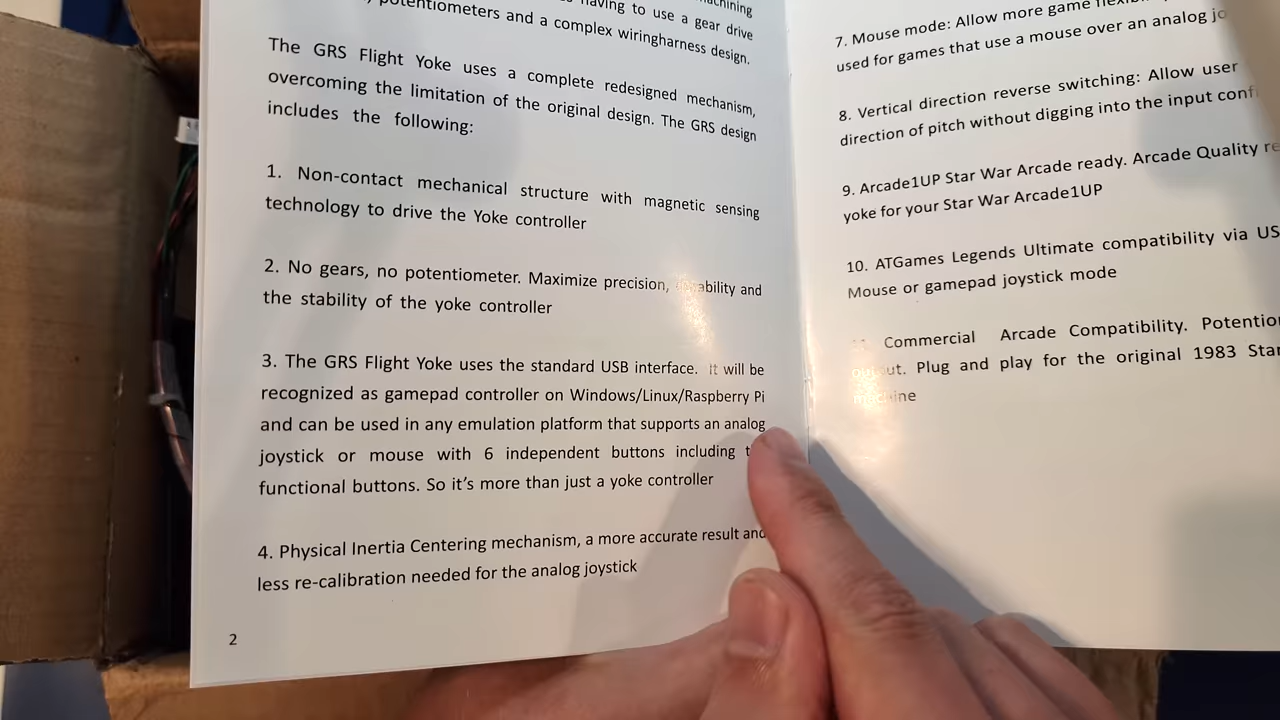 having to use a gear drive
potentiometers and a complex wiringharness design.
The GRS Flight Yoke uses a complete redesigned mechanism,
overcoming the limitation of the original design. The GRS design
includes the following:
1. Non-contact mechanical structure with magnetic sensing
technology to drive the Yoke controller
2. No gears, no potentiometer. Maximize precision, and
the stability of the yoke controller
3. The GRS Flight Yoke uses the standard USB interface. It will be
recognized as gamepad controller on Windows/Linux/Raspberry Pi
and can be used in any emulation platform that supports an analog
joystick or mouse with 6 independent buttons including
functional buttons. So it's more than just a yoke controller
4. Physical Inertia Centering mechanism, a more accurate result and
less re-calibration needed for the analog joystick
2
7. Mouse mode: Allow more game
used for games that use a mouse over an analog
8. Vertical direction reverse switching: Allow user
direction of pitch without digging into the input
9. Arcade1UP Star War Arcade ready. Arcade Quality
yoke for your Star War Arcade1UP
10. ATGames Legends Ultimate compatibility via
Mouse or gamepad joystick mode
Commercial Arcade Compatibility.
Plug and play for the original 1983